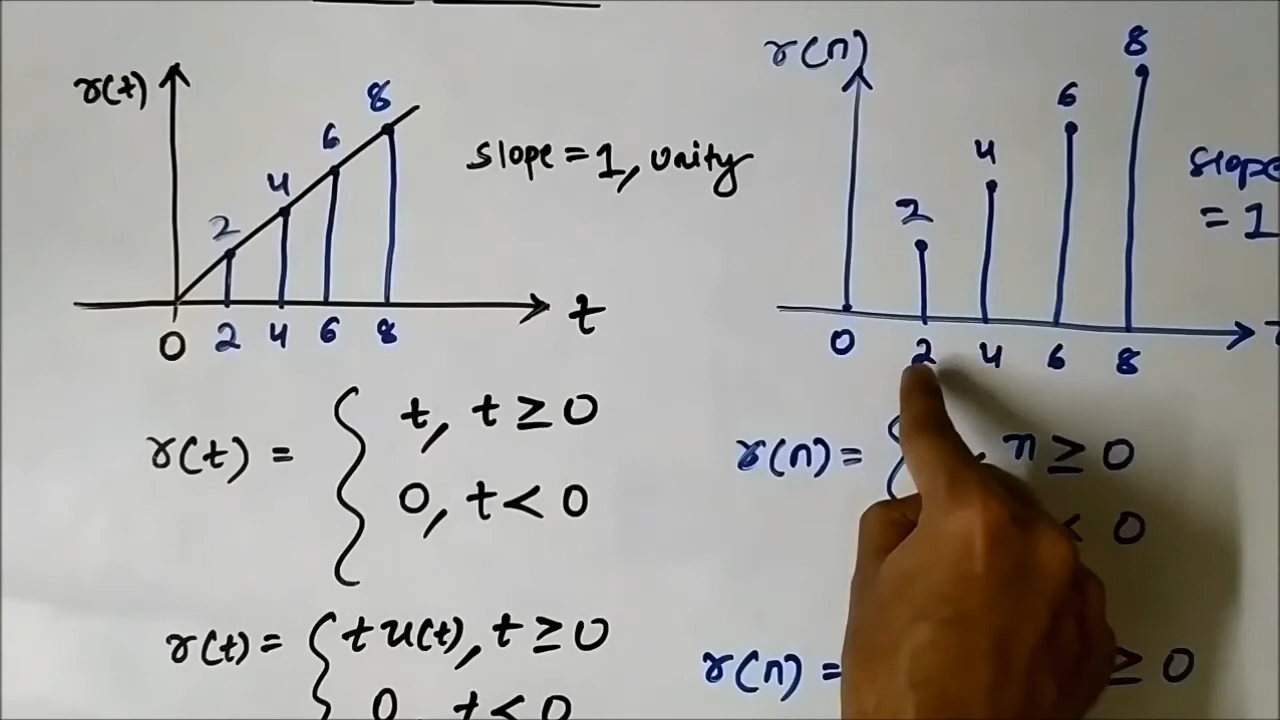 r(t)
2 4 6 8
slope = 1, unity
0 2 4 6 8 t
r(t) = { t, t ≥ 0
0, t < 0
r(t) = { t u(t), t ≥ 0
0, t < 0
r(n)
2 4 6 8
slope
= 1
0 2 4 6 8
r(n) = { , n ≥ 0
< 0
r(n) =
≥ 0